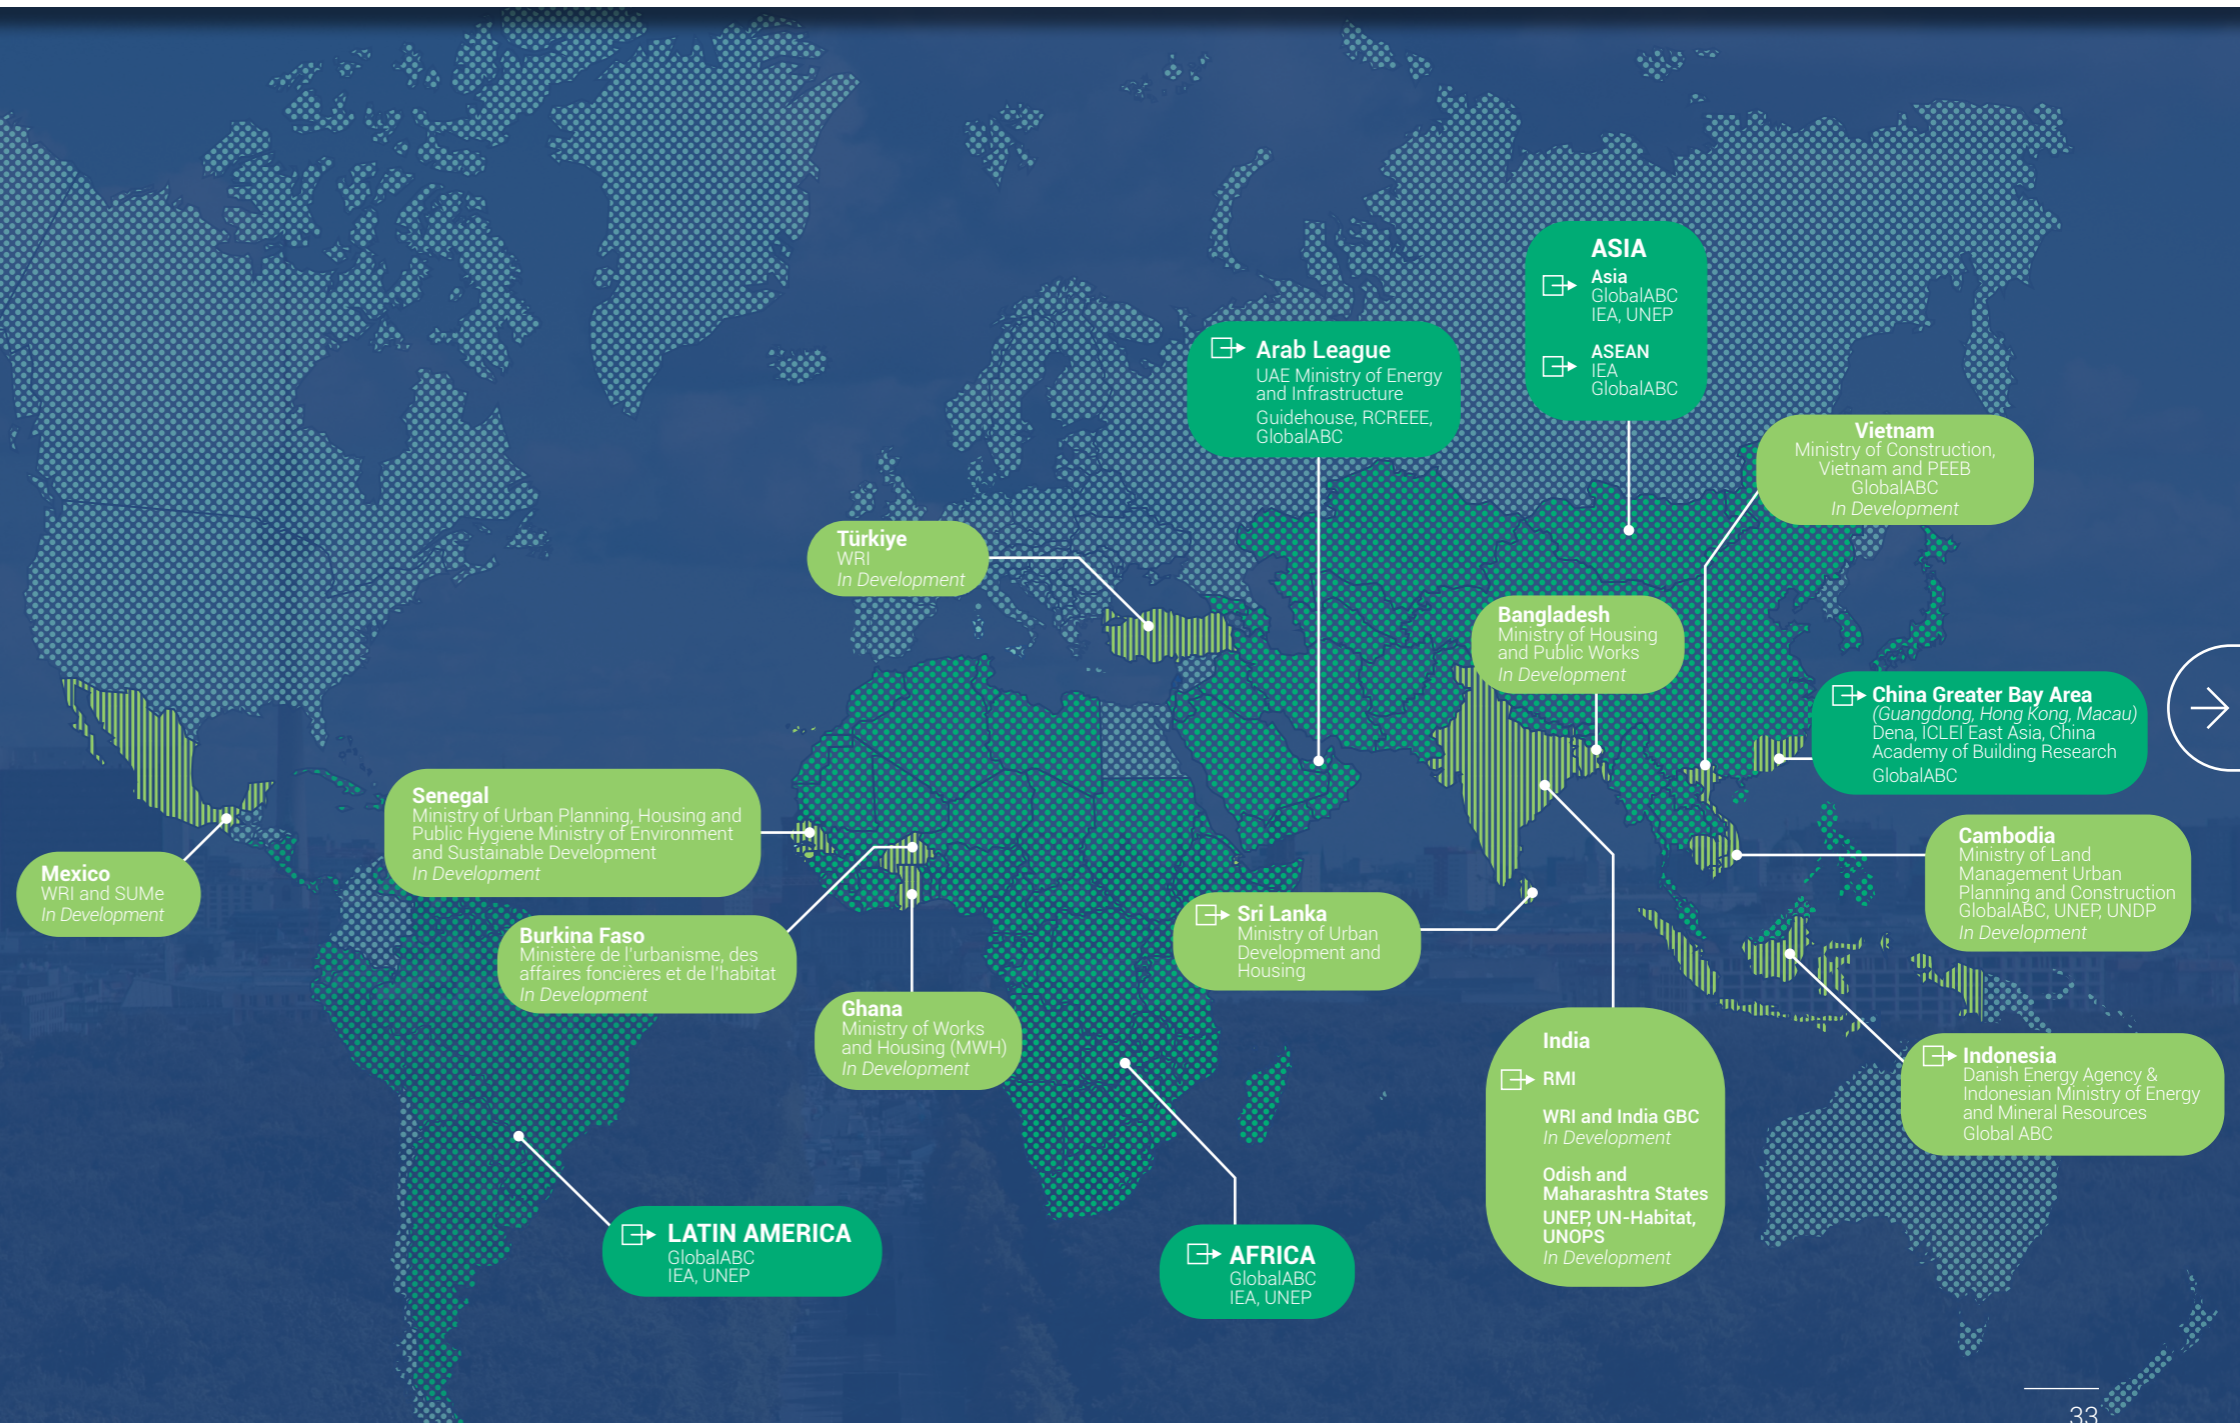 ASIA
Asia
GlobalABC
IEA, UNEP
ASEAN
IEA
GlobalABC
Arab League
UAE Ministry of Energy
and Infrastructure
Guidehouse, RCREEE,
GlobalABC
Vietnam
Ministry of Construction,
Vietnam and PEEB
GlobalABC
In Development
Türkiye
WRI
In Development
Bangladesh
Ministry of Housing
and Public Works
In Development
China Greater Bay Area
(Guangdong, Hong Kong, Macau)
Dena, ICLEI East Asia, China
Academy of Building Research
GlobalABC
Senegal
Ministry of Urban Planning, Housing and
Public Hygiene Ministry of Environment
and Sustainable Development
In Development
Mexico
WRI and SUMe
In Development
Cambodia
Ministry of Land
Management Urban
Planning and Construction
GlobalABC, UNEP, UNDP
In Development
Burkina Faso
Ministère de l'urbanisme, des
affaires foncières et de l'habitat
In Development
Sri Lanka
Ministry of Urban
Development and
Housing
Ghana
Ministry of Works
and Housing (MWH)
In Development
India
RMI
WRI and India GBC
In Development
Odish and
Maharashtra States
UNEP, UN-Habitat,
UNOPS
In Development
Indonesia
Danish Energy Agency &
Indonesian Ministry of Energy
and Mineral Resources
Global ABC
LATIN AMERICA
GlobalABC
IEA, UNEP
AFRICA
GlobalABC
IEA, UNEP
33